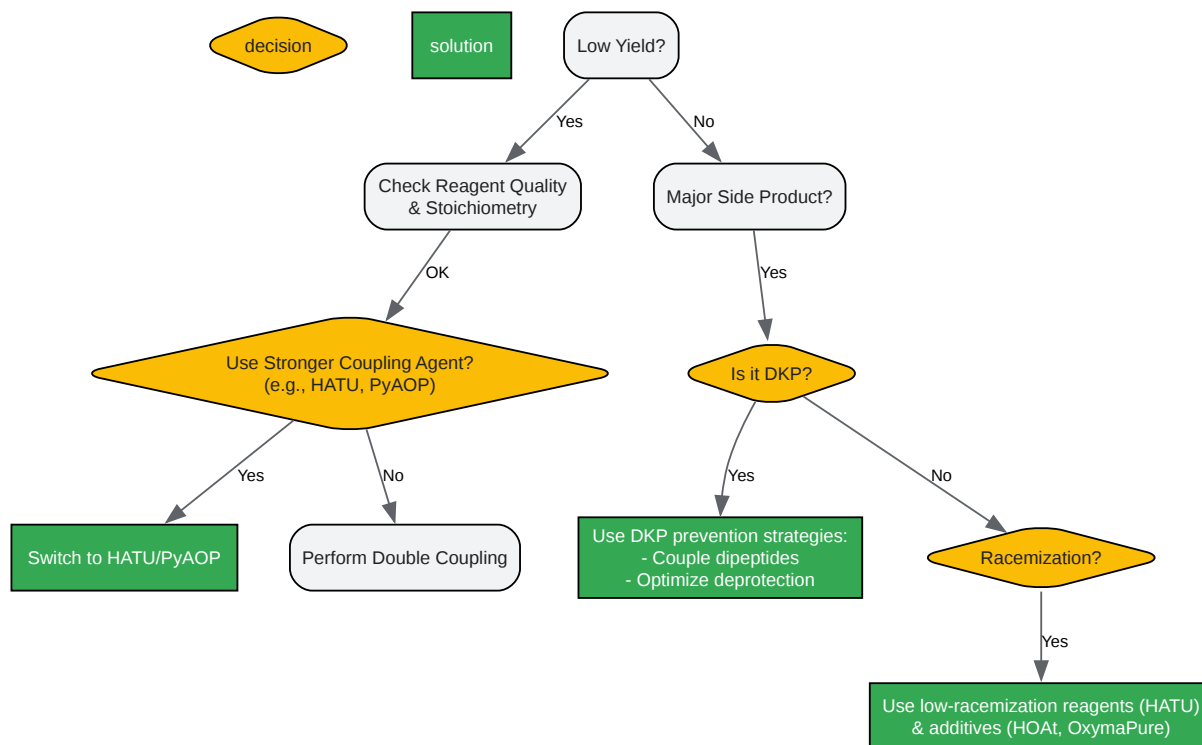 decision
solution
Low Yield?
Yes
No
Check Reagent Quality
& Stoichiometry
Major Side Product?
OK
Yes
Use Stronger Coupling Agent?
(e.g., HATU, PyAOP)
Is it DKP?
Yes
No
Yes
No
Switch to HATU/PyAOP
Perform Double Coupling
Use DKP prevention strategies:
- Couple dipeptides
- Optimize deprotection
Racemization?
Yes
Use low-racemization reagents (HATU)
& additives (HOAt, OxymaPure)